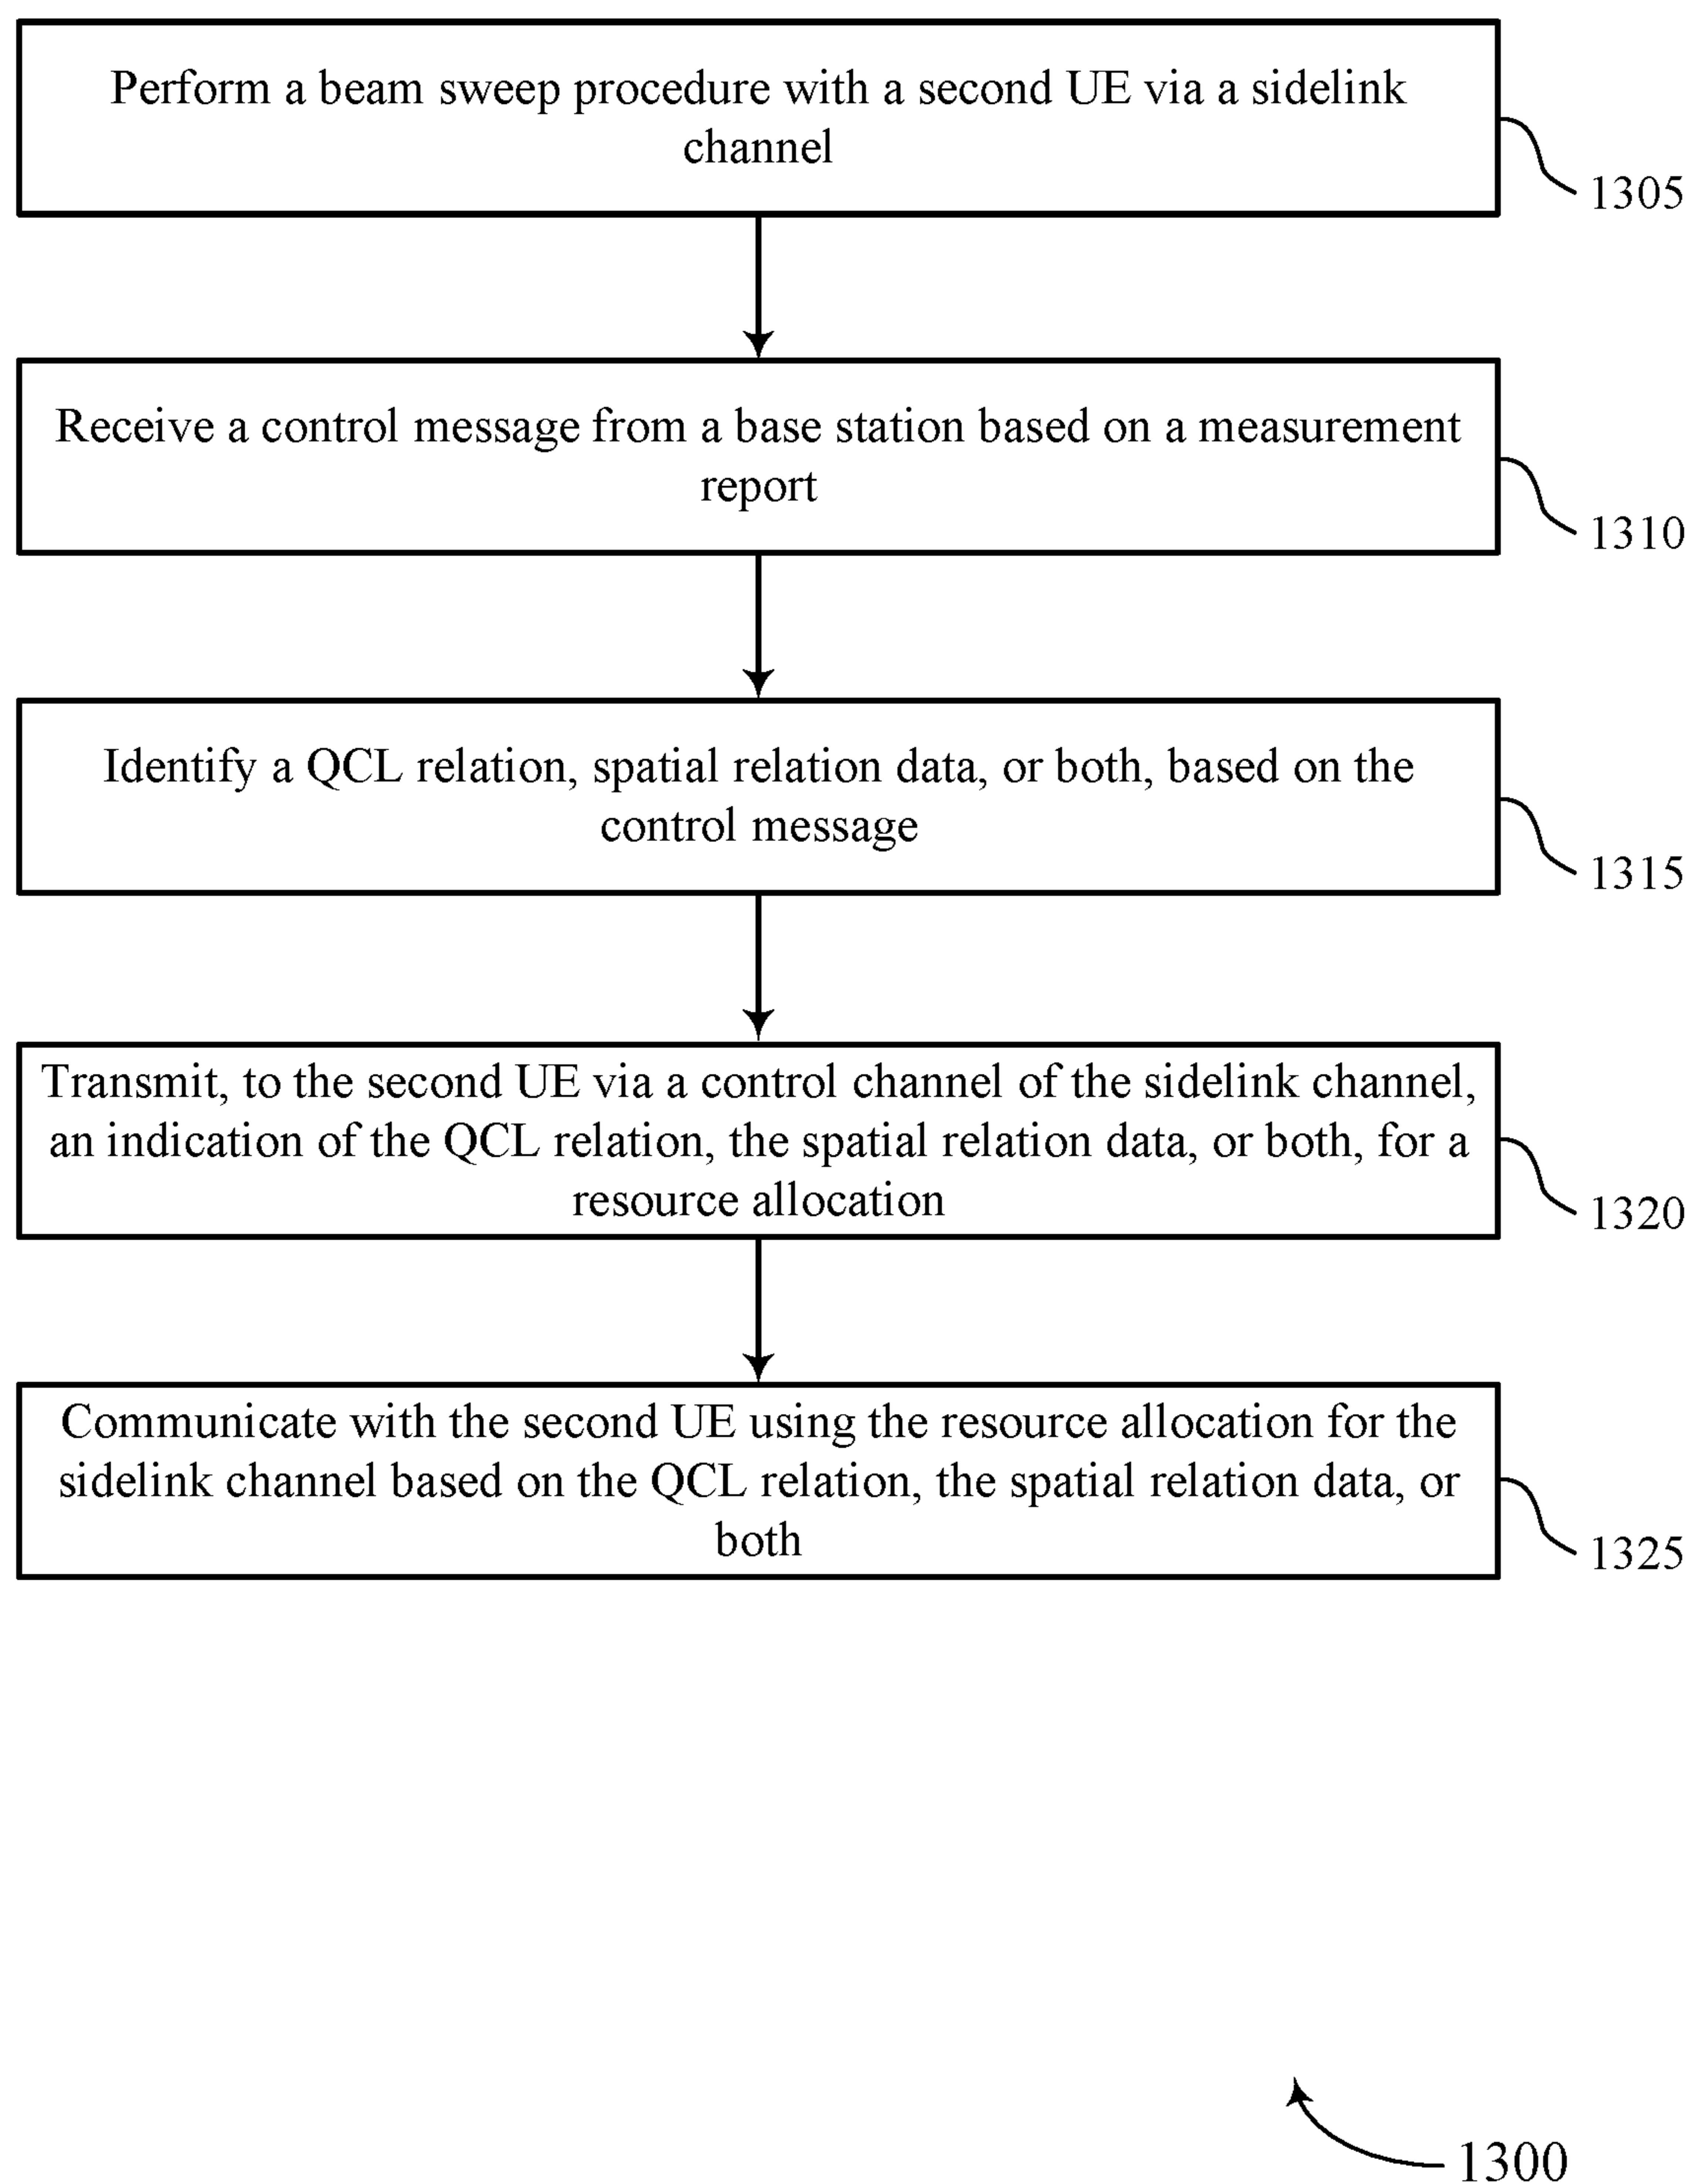 Perform a beam sweep procedure with a second UE via a sidelink
channel
1305
Receive a control message from a base station based on a measurement
report
1310
Identify a QCL relation, spatial relation data, or both, based on the
control message
1315
Transmit, to the second UE via a control channel of the sidelink channel,
an indication of the QCL relation, the spatial relation data, or both, for a
resource allocation
1320
Communicate with the second UE using the resource allocation for the
sidelink channel based on the QCL relation, the spatial relation data, or
both
1325
1300